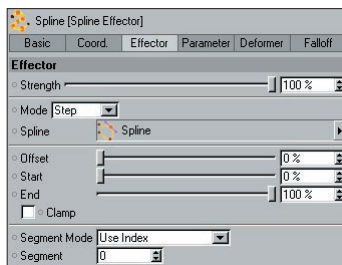 Spline [Spline Effector]
Basic Coord. Effector Parameter Deformer Falloff
Effector
Strength 100 %
Mode Step
Spline Spline
Offset 0 %
Start 0 %
End 100 %
Clamp
Segment Mode Use Index
Segment 0